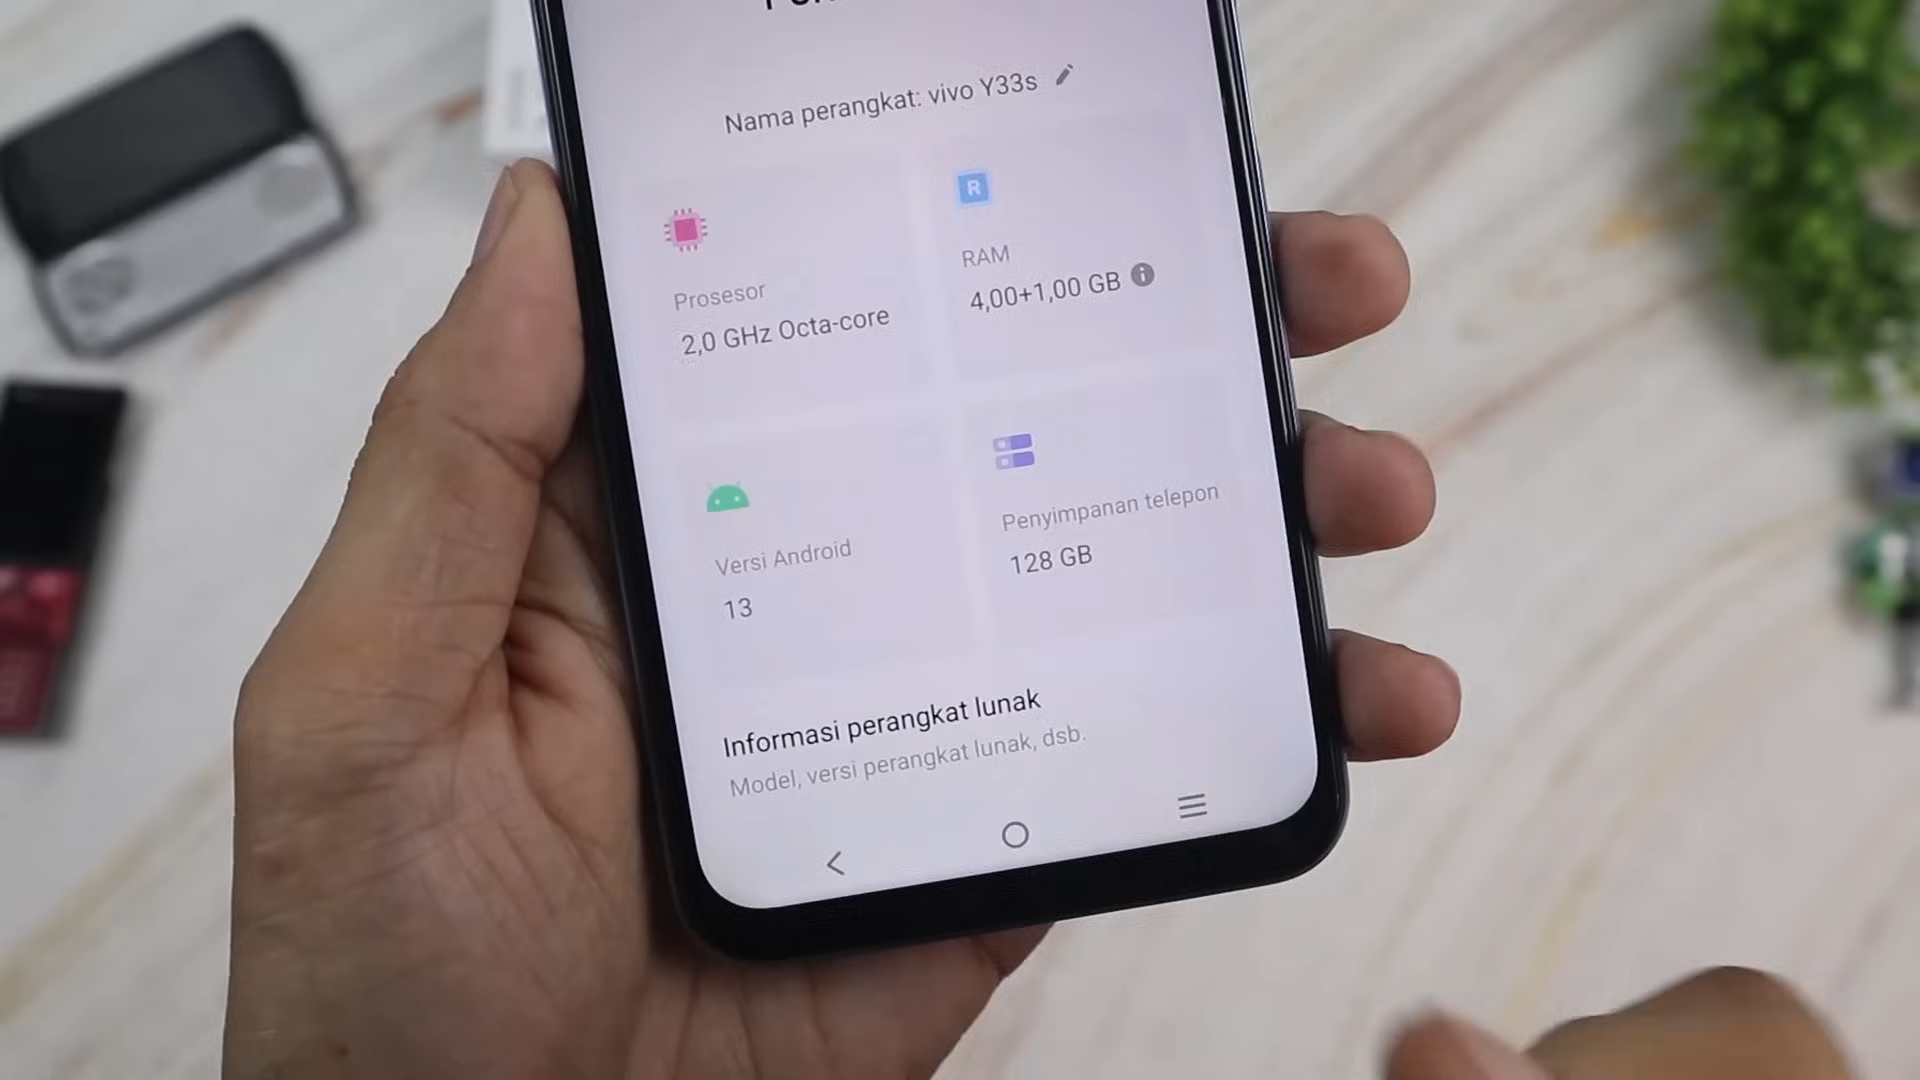 Nama perangkat: vivo Y33s
R
Prosesor
2,0 GHz Octa-core
RAM
4,00+1,00 GB
Versi Android
13
Penyimpanan telepon
128 GB
Informasi perangkat lunak
Model, versi perangkat lunak, dsb.